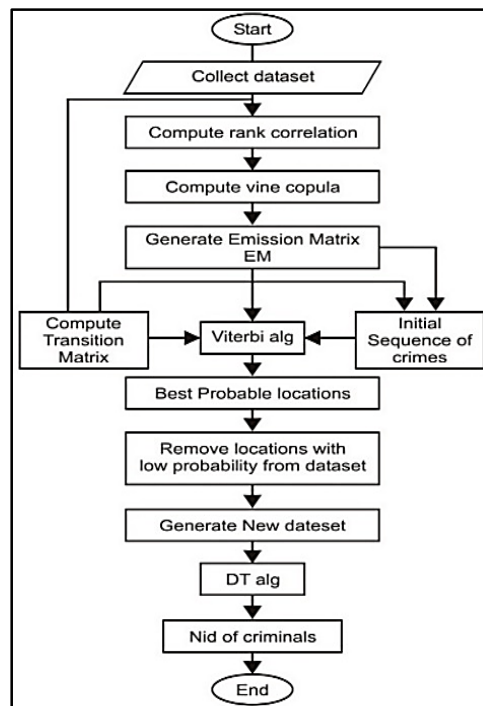 Start
Collect dataset
Compute rank correlation
Compute vine copula
Generate Emission Matrix
EM
Compute
Transition
Matrix
Viterbi alg
Initial
Sequence of
crimes
Best Probable locations
Remove locations with
low probability from dataset
Generate New dateset
DT alg
Nid of criminals
End